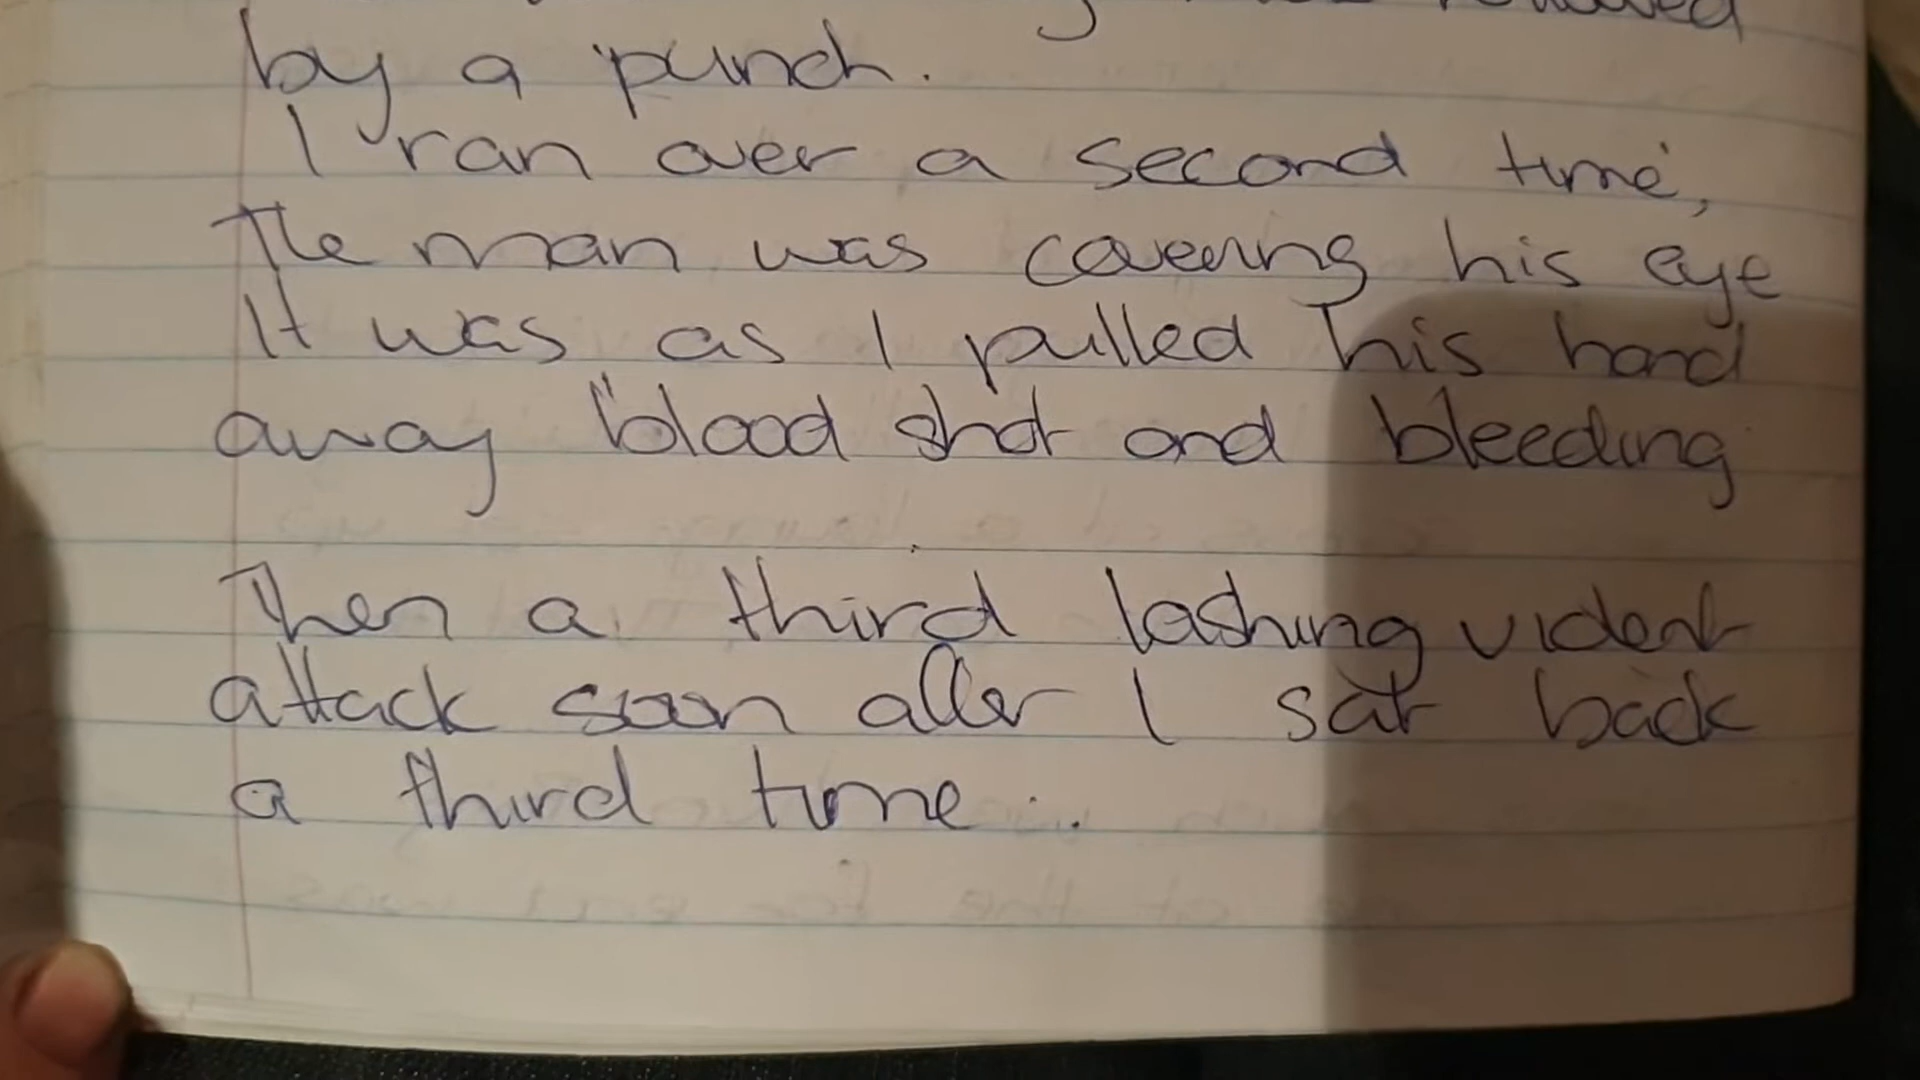 by a punch.
I ran over a second time,
The man was covering his eye
It was as I pulled his hand
away blood shot and bleeding
Then a third lashing violent
attack soon after I sat back
a third time.